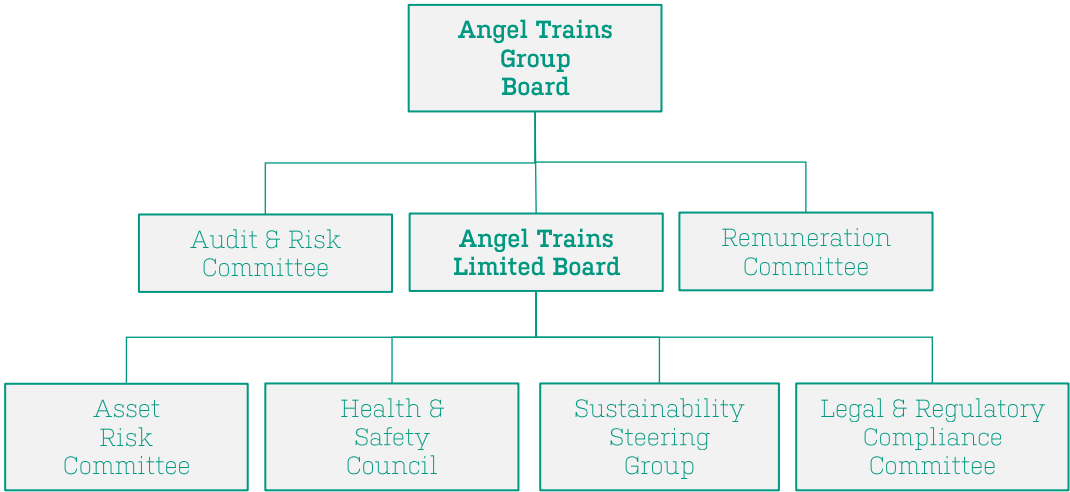 Angel Trains
Group
Board
Audit & Risk
Committee
Angel Trains
Limited Board
Remuneration
Committee
Asset
Risk
Committee
Health &
Safety
Council
Sustainability
Steering
Group
Legal & Regulatory
Compliance
Committee